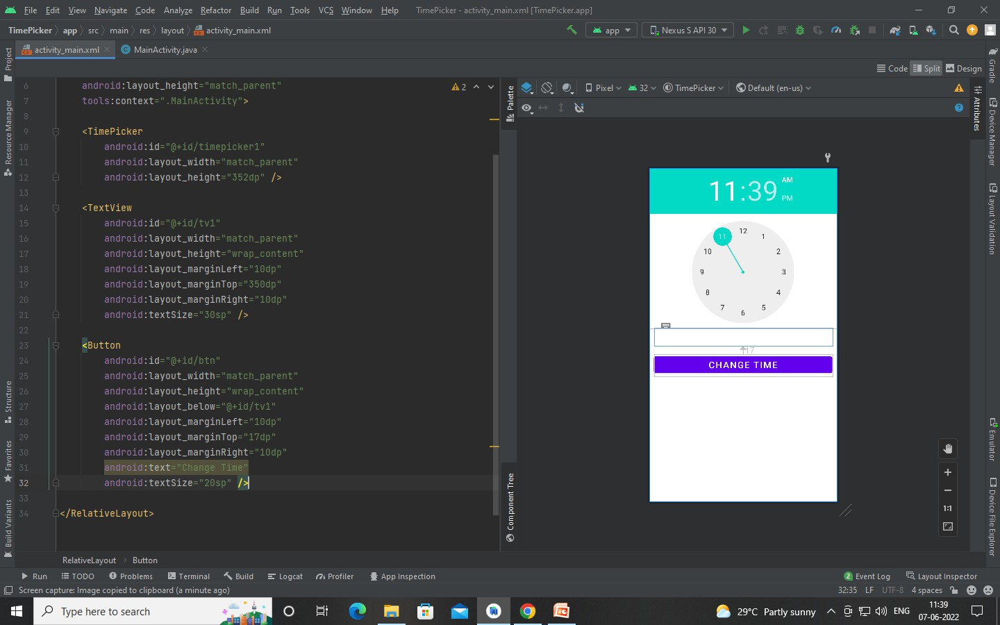 File Edit View Navigate Code Analyze Refactor Build Run Tools VCS Window Help TimePicker - activity_main.xml [TimePicker.app]
TimePicker app src main res layout activity_main.xml
app Nexus S API 30
activity_main.xml MainActivity.java
Code Split Design
Project
Resource Manager
Structure
Favorites
Build Variants
6 android:layout_height="match_parent"
2
7 tools:context=".MainActivity">
8
9 <TimePicker
10 android:id="@+id/timepicker1"
11 android:layout_width="match_parent"
12 android:layout_height="352dp" />
13
14 <TextView
15 android:id="@+id/tv1"
16 android:layout_width="match_parent"
17 android:layout_height="wrap_content"
18 android:layout_marginLeft="10dp"
19 android:layout_marginTop="350dp"
20 android:layout_marginRight="10dp"
21 android:textSize="30sp" />
22
23 <Button
24 android:id="@+id/btn"
25 android:layout_width="match_parent"
26 android:layout_height="wrap_content"
27 android:layout_below="@+id/tv1"
28 android:layout_marginLeft="10dp"
29 android:layout_marginTop="17dp"
30 android:layout_marginRight="10dp"
31 android:text="Change Time"
32 android:textSize="20sp" />
33
34 </RelativeLayout>
RelativeLayout Button
Palette
Component Tree
Pixel 32 TimePicker Default (en-us)
11:39 AM
PM
12
11 1
10 2
9 3
8 4
7 5
6
17
CHANGE TIME
1:1
Attributes
Gradle
Device Manager
Layout Validation
Emulator
Device File Explorer
Run TODO Problems Terminal Build Logcat Profiler App Inspection 2 Event Log Layout Inspector
Screen capture: Image copied to clipboard (a minute ago) 32:35 LF UTF-8 4 spaces
Type here to search 29°C Partly sunny ENG 11:39
07-06-2022